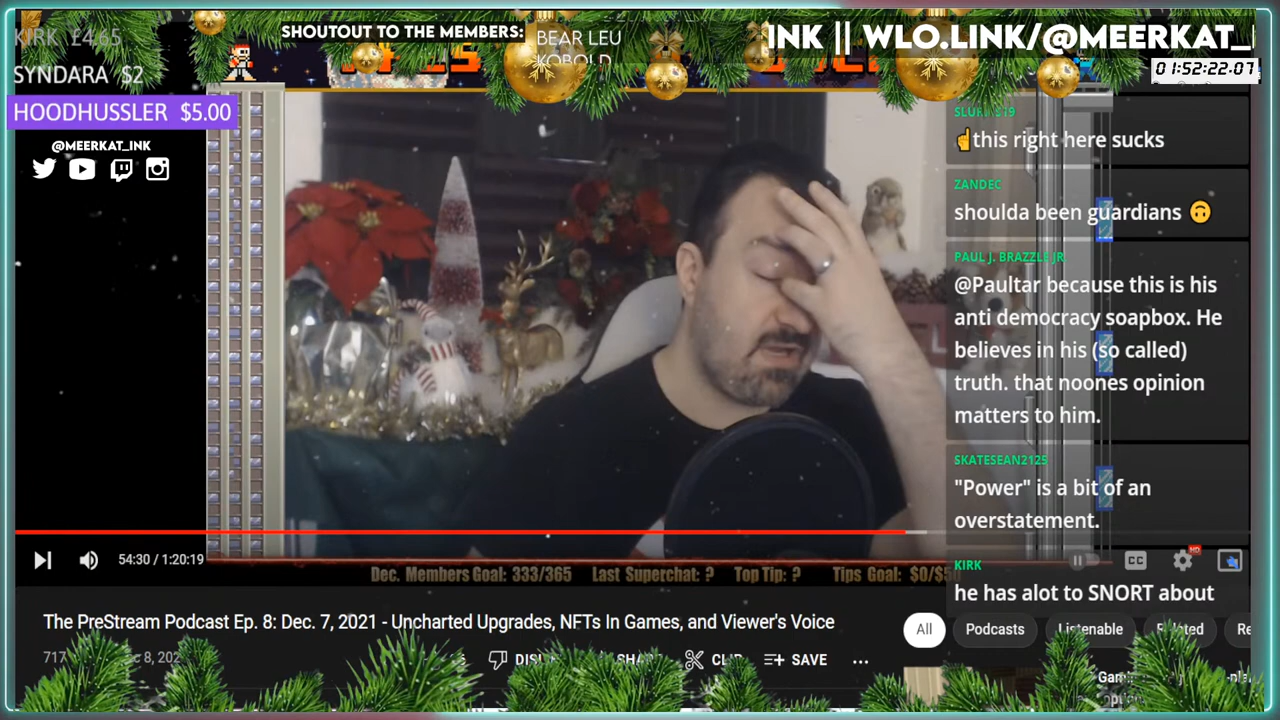 KIRK £4.65
SYNDARA $2
HOODHUSSLER $5.00
@MEERKAT_INK
SHOUTOUT TO THE MEMBERS:
BEAR LEU
KOBOLD
INK || WLO.LINK/@MEERKAT_
01:52:22.07
☝this right here sucks
ZANDEC
shoulda been guardians 🙃
PAUL J. BRAZZLE JR
@Paultar because this is his
anti democracy soapbox. He
believes in his (so called)
truth. that noones opinion
matters to him.
SKATESEAN2125
"Power" is a bit of an
overstatement.
KIRK
he has alot to SNORT about
54:30 / 1:20:19
CC
HD
Dec. Members Goal: 333/365 Last Superchat: ? Top Tip: ? Tips Goal: $0/$5
The PreStream Podcast Ep. 8: Dec. 7, 2021 - Uncharted Upgrades, NFTs In Games, and Viewer's Voice
717
SAVE
All
Podcasts
Listenable
Re